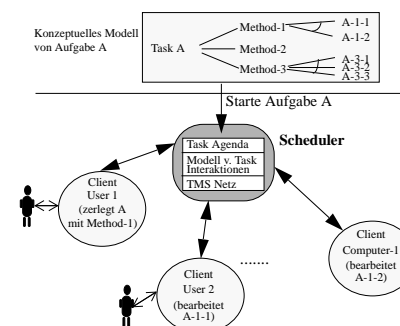 Konzeptuelles Modell
von Aufgabe A
Task A
Method-1
Method-2
Method-3
A-1-1
A-1-2
A-3-1
A-3-2
A-3-3
Starte Aufgabe A
Scheduler
Task Agenda
Modell v. Task
Interaktionen
TMS Netz
Client
User 1
(zerlegt A
mit Method-1)
Client
User 2
(bearbeitet
A-1-1)
........
Client
Computer-1
(bearbeitet
A-1-2)